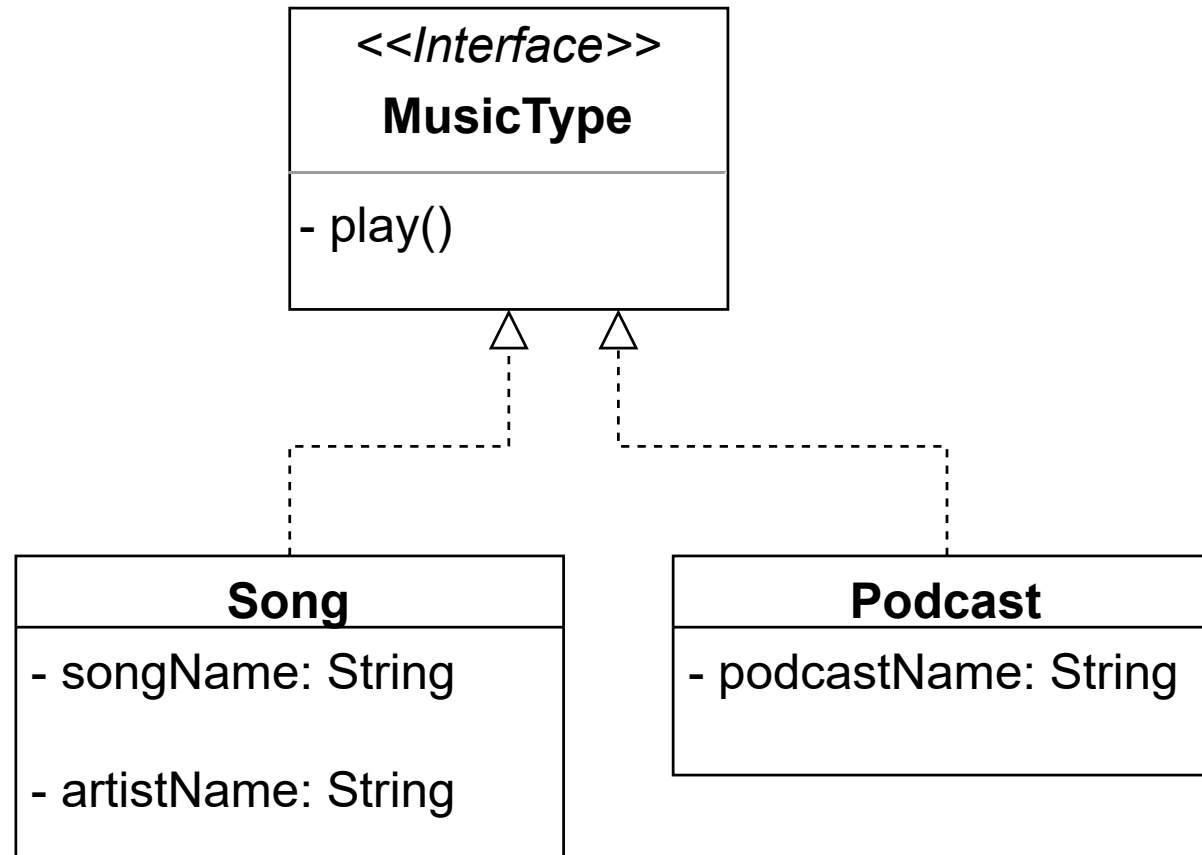 <<Interface>>
MusicType
- play()
Song
- songName: String
- artistName: String
Podcast
- podcastName: String